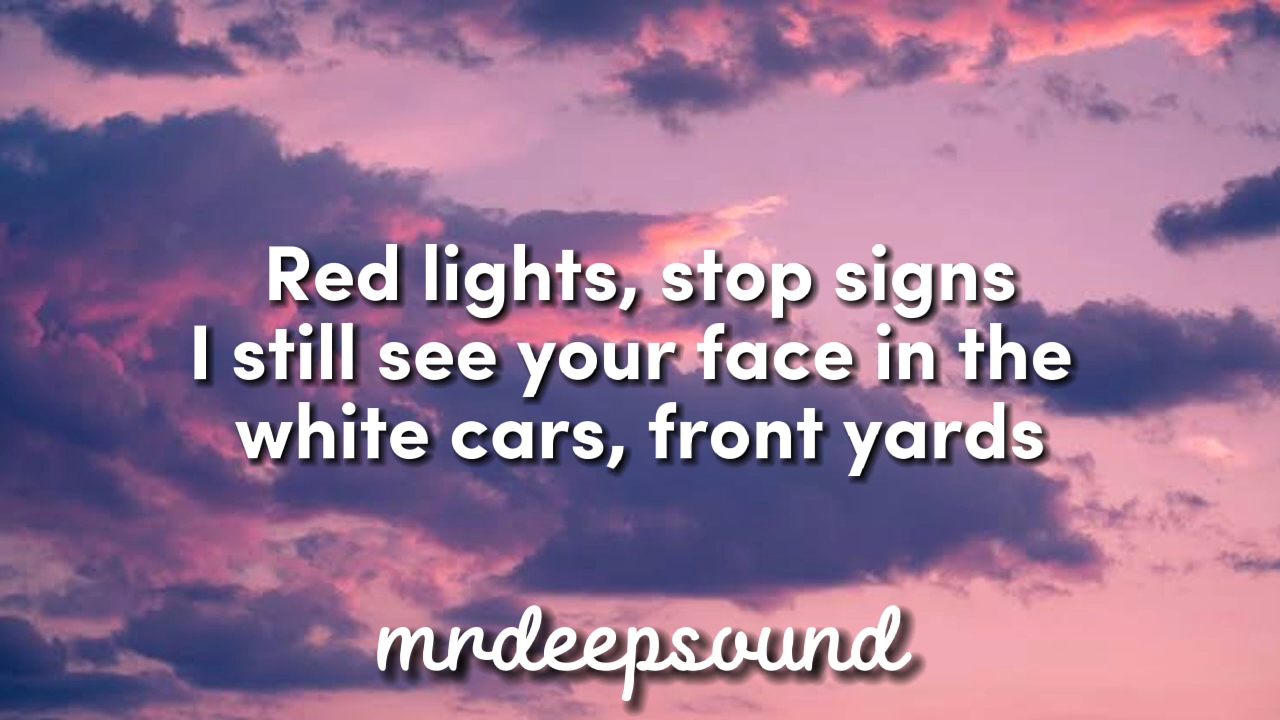 Red lights, stop signs
I still see your face in the
white cars, front yards
mrdeepsound